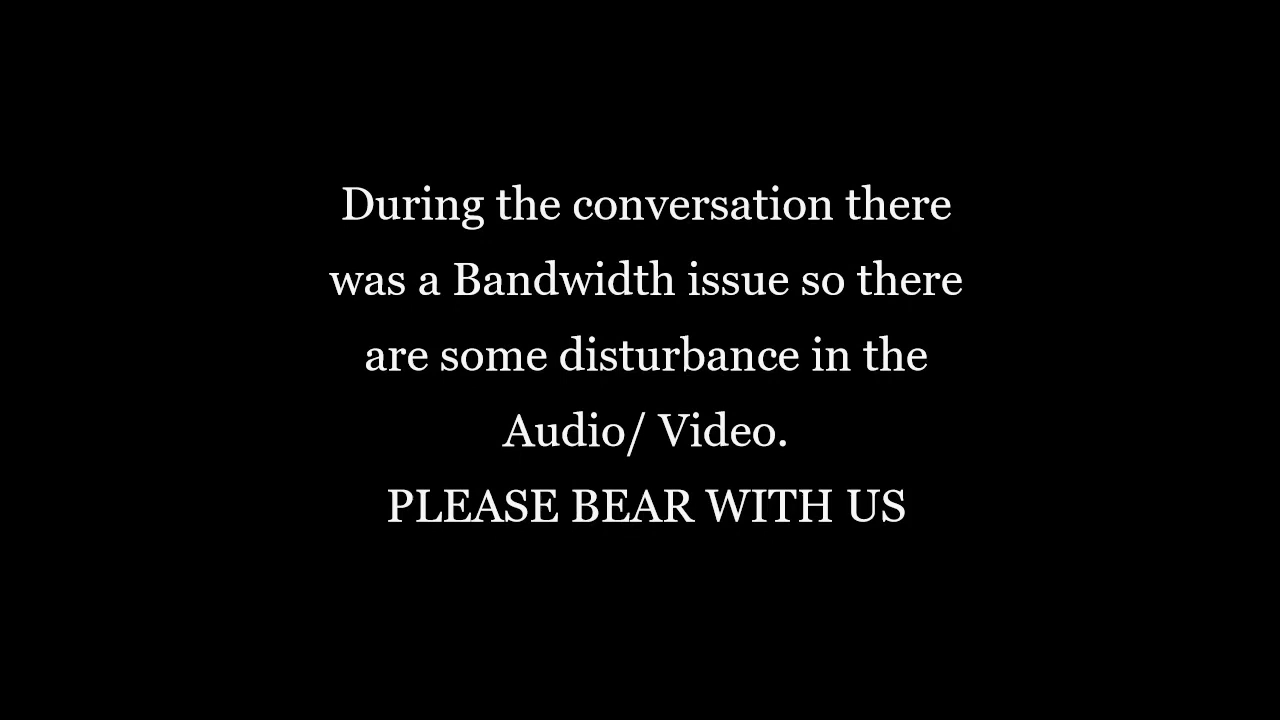 During the conversation there
was a Bandwidth issue so there
are some disturbance in the
Audio/ Video.
PLEASE BEAR WITH US